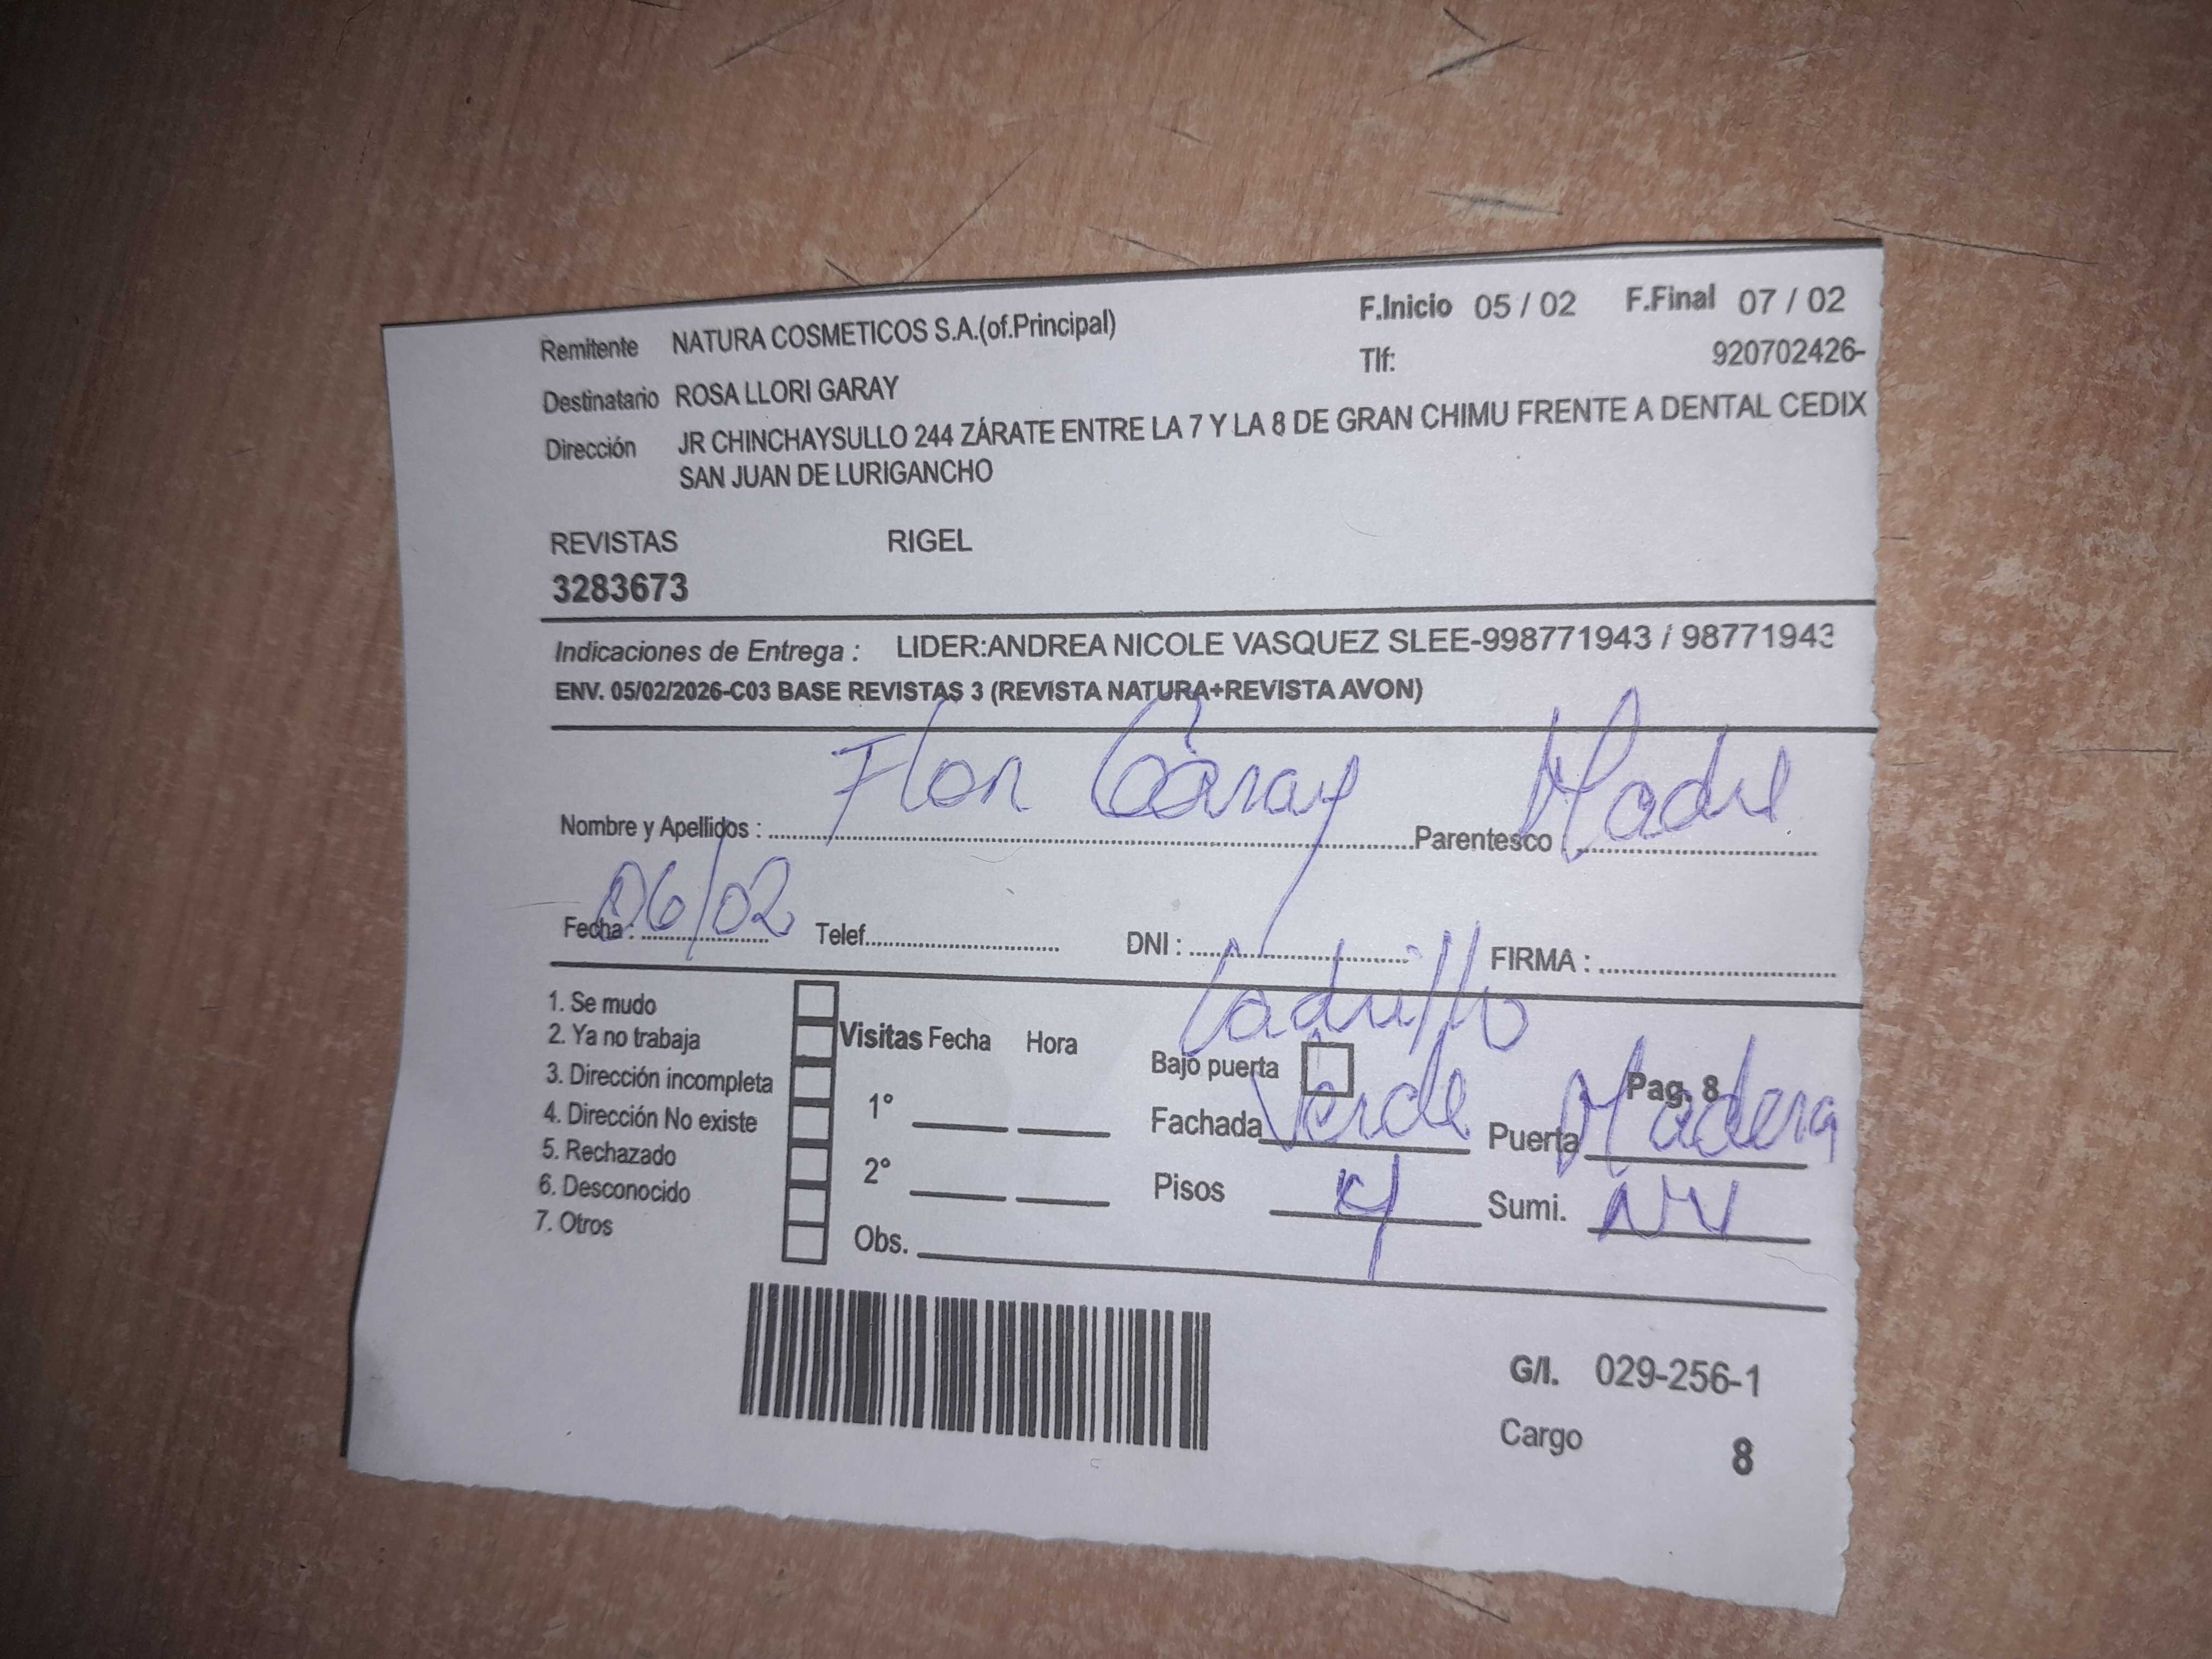 Remitente NATURA COSMETICOS S.A.(of.Principal) F.Inicio 05 / 02 F.Final 07 / 02
Tlf: 920702426-
Destinatario ROSA LLORI GARAY
Dirección JR CHINCHAYSULLO 244 ZÁRATE ENTRE LA 7 Y LA 8 DE GRAN CHIMU FRENTE A DENTAL CEDIX
SAN JUAN DE LURIGANCHO
REVISTAS RIGEL
3283673
Indicaciones de Entrega : LIDER:ANDREA NICOLE VASQUEZ SLEE-998771943 / 98771943
ENV. 05/02/2026-C03 BASE REVISTAS 3 (REVISTA NATURA+REVISTA AVON)
Nombre y Apellidos : Flor Garay Parentesco Madre
Fecha : 06/02 Telef. DNI : FIRMA :
Ladrillo
1. Se mudo
2. Ya no trabaja
3. Dirección incompleta
4. Dirección No existe
5. Rechazado
6. Desconocido
7. Otros
Visitas Fecha Hora
1°
2°
Obs.
Bajo puerta Pag. 8
Fachada Verde Puerta Madera
Pisos 4 Sumi. NV
G/I. 029-256-1
Cargo 8